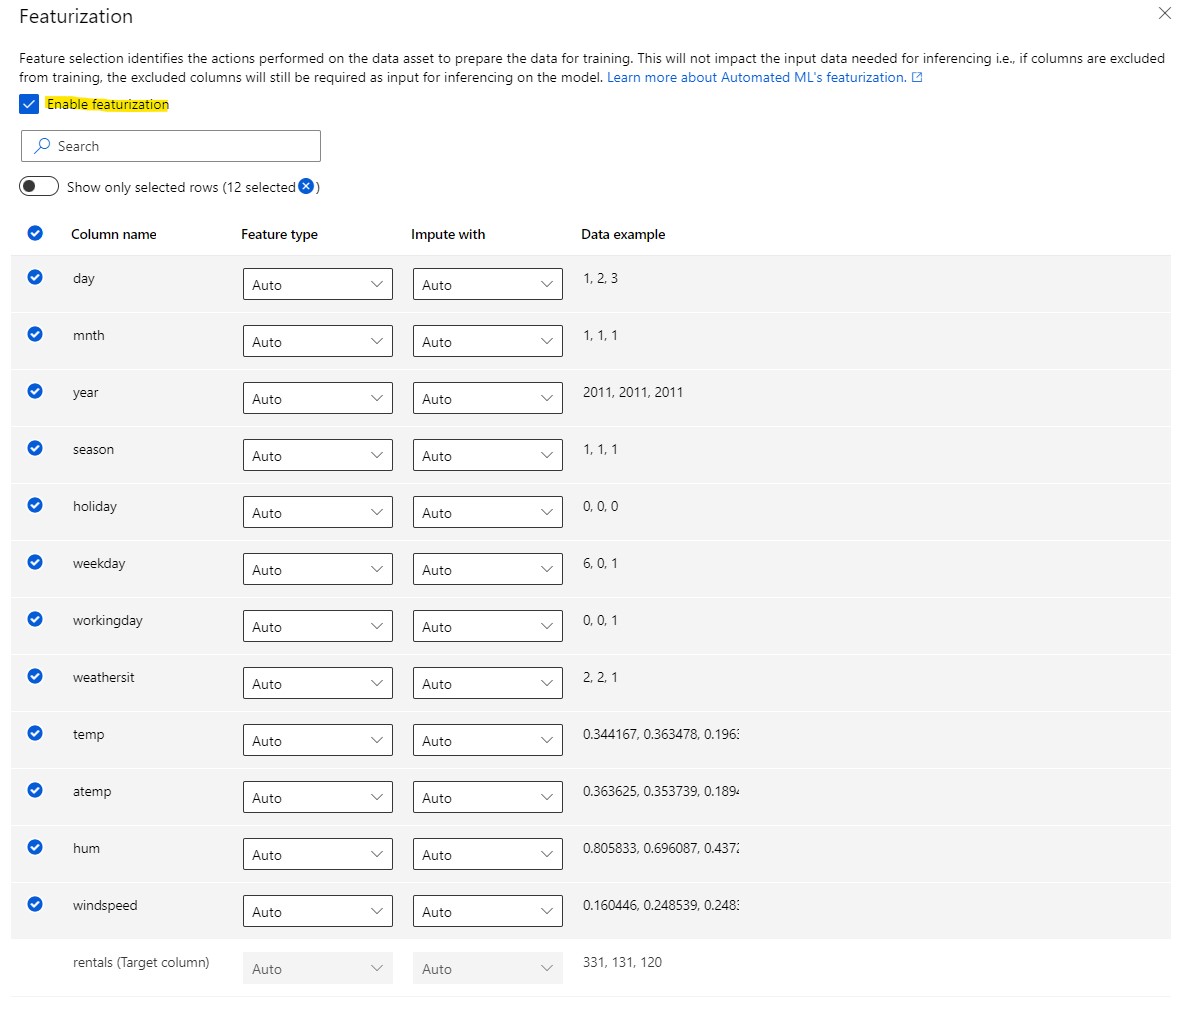 Featurization
Feature selection identifies the actions performed on the data asset to prepare the data for training. This will not impact the input data needed for inferencing i.e., if columns are excluded
from training, the excluded columns will still be required as input for inferencing on the model. Learn more about Automated ML's featurization.
Enable featurization
Search
Show only selected rows (12 selected )
Column name Feature type Impute with Data example
day Auto Auto 1, 2, 3
mnth Auto Auto 1, 1, 1
year Auto Auto 2011, 2011, 2011
season Auto Auto 1, 1, 1
holiday Auto Auto 0, 0, 0
weekday Auto Auto 6, 0, 1
workingday Auto Auto 0, 0, 1
weathersit Auto Auto 2, 2, 1
temp Auto Auto 0.344167, 0.363478, 0.196
atemp Auto Auto 0.363625, 0.353739, 0.189
hum Auto Auto 0.805833, 0.696087, 0.437
windspeed Auto Auto 0.160446, 0.248539, 0.248
rentals (Target column) Auto Auto 331, 131, 120